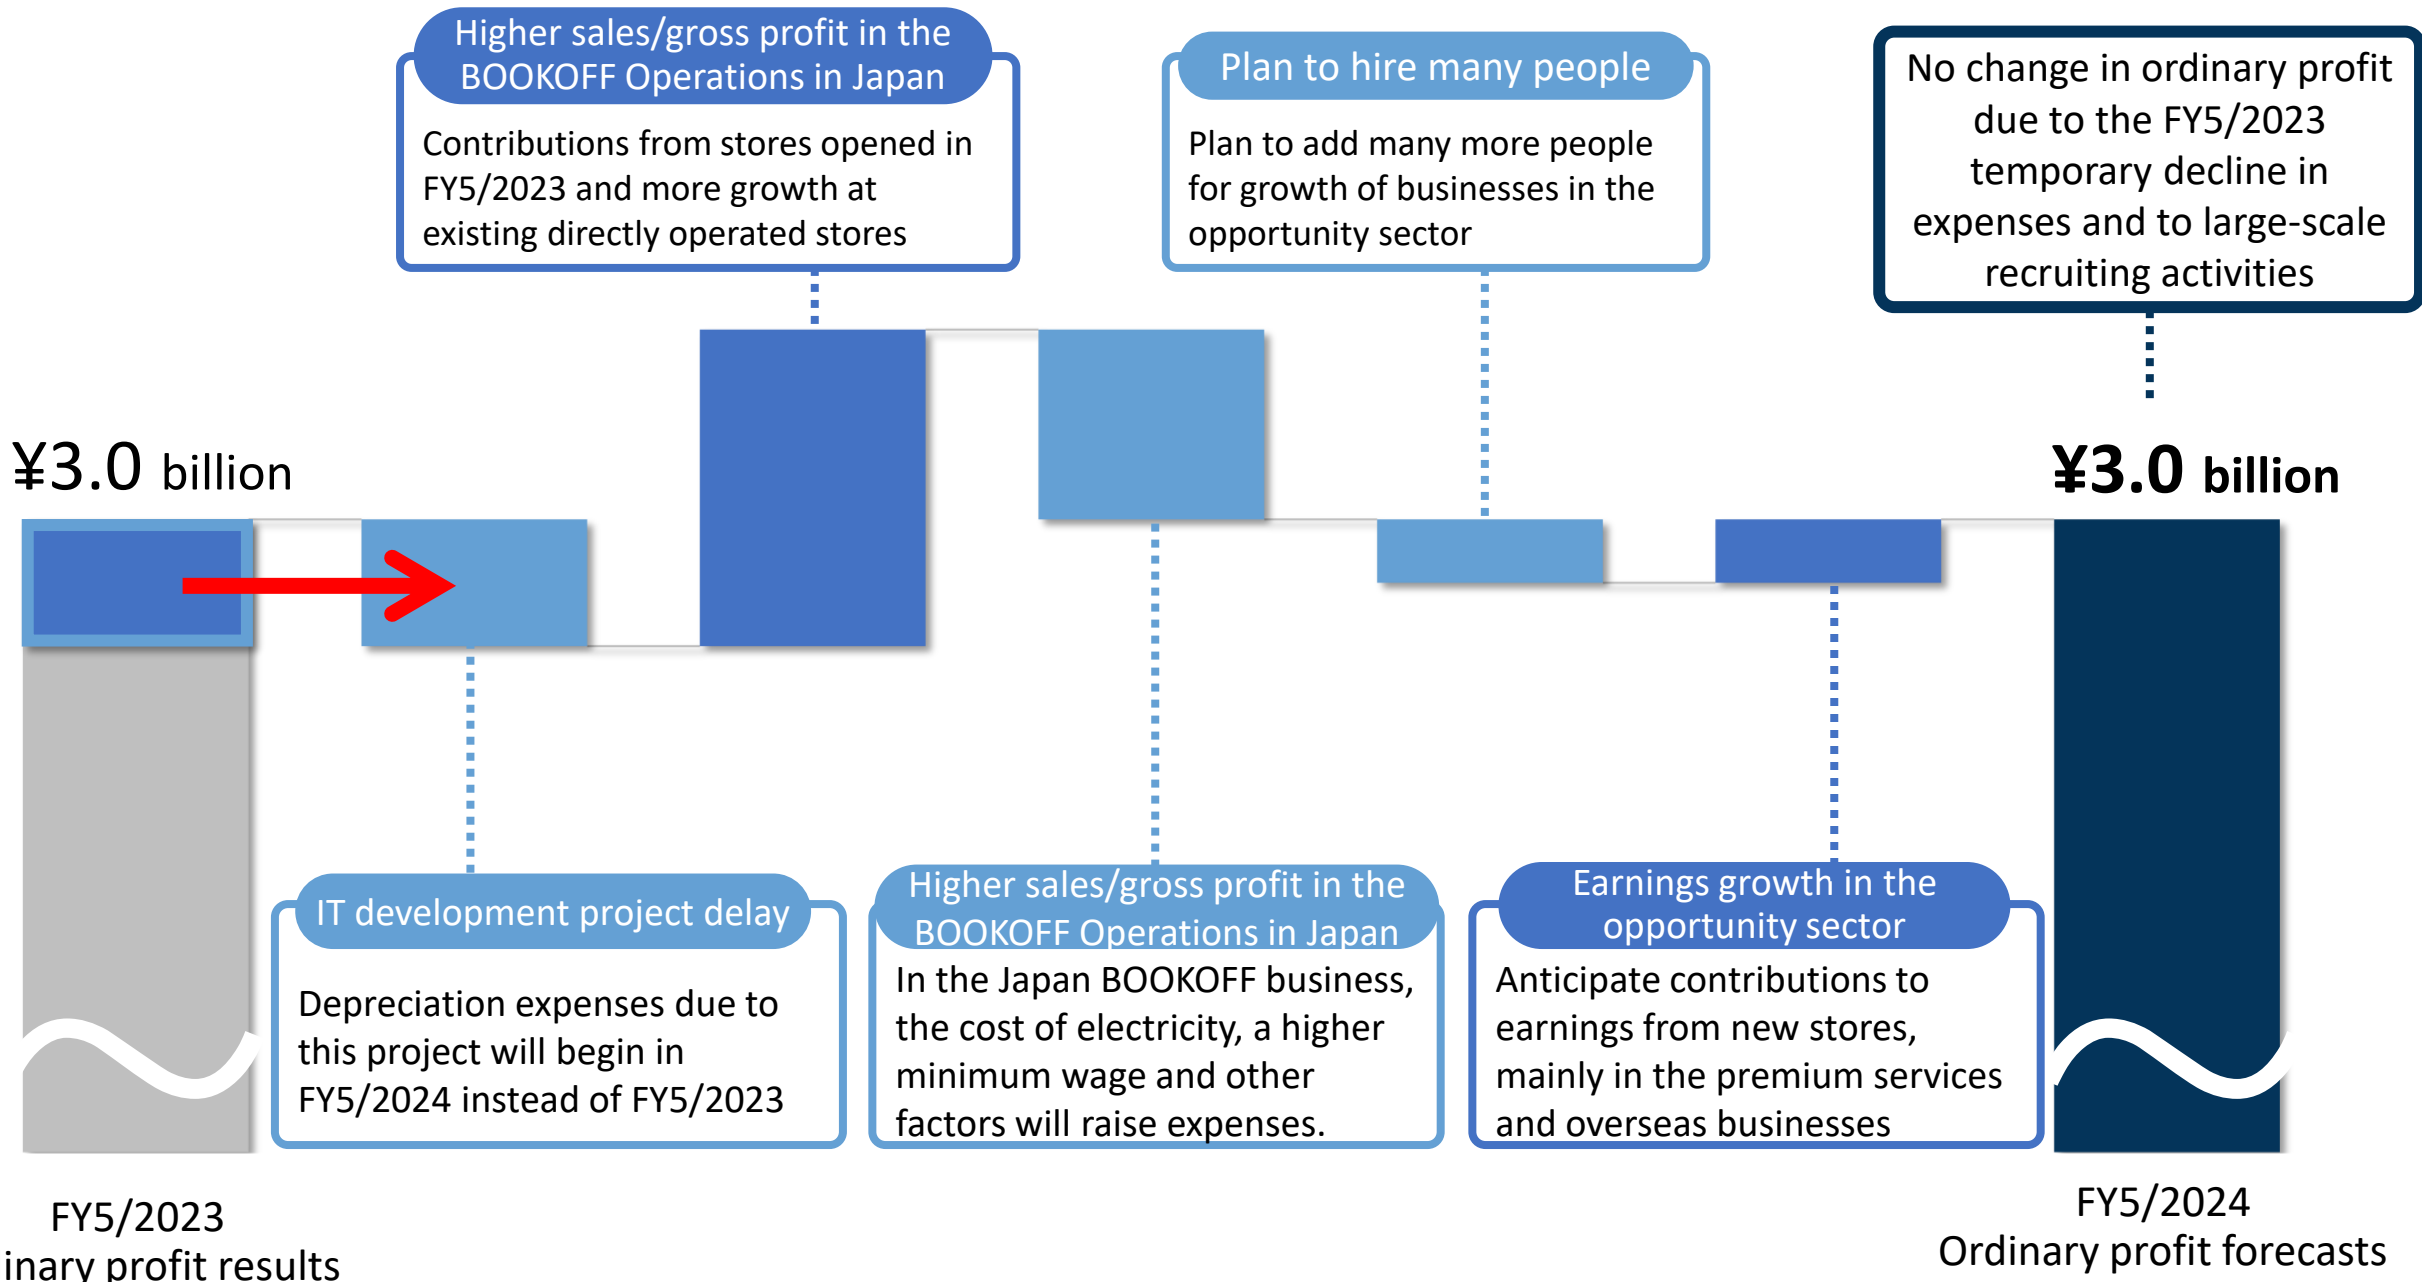 Higher sales/gross profit in the
BOOKOFF Operations in Japan
Contributions from stores opened in
FY5/2023 and more growth at
existing directly operated stores
Plan to hire many people
Plan to add many more people
for growth of businesses in the
opportunity sector
No change in ordinary profit
due to the FY5/2023
temporary decline in
expenses and to large-scale
recruiting activities
¥3.0 billion
¥3.0 billion
IT development project delay
Depreciation expenses due to
this project will begin in
FY5/2024 instead of FY5/2023
Higher sales/gross profit in the
BOOKOFF Operations in Japan
In the Japan BOOKOFF business,
the cost of electricity, a higher
minimum wage and other
factors will raise expenses.
Earnings growth in the
opportunity sector
Anticipate contributions to
earnings from new stores,
mainly in the premium services
and overseas businesses
FY5/2023
inary profit results
FY5/2024
Ordinary profit forecasts